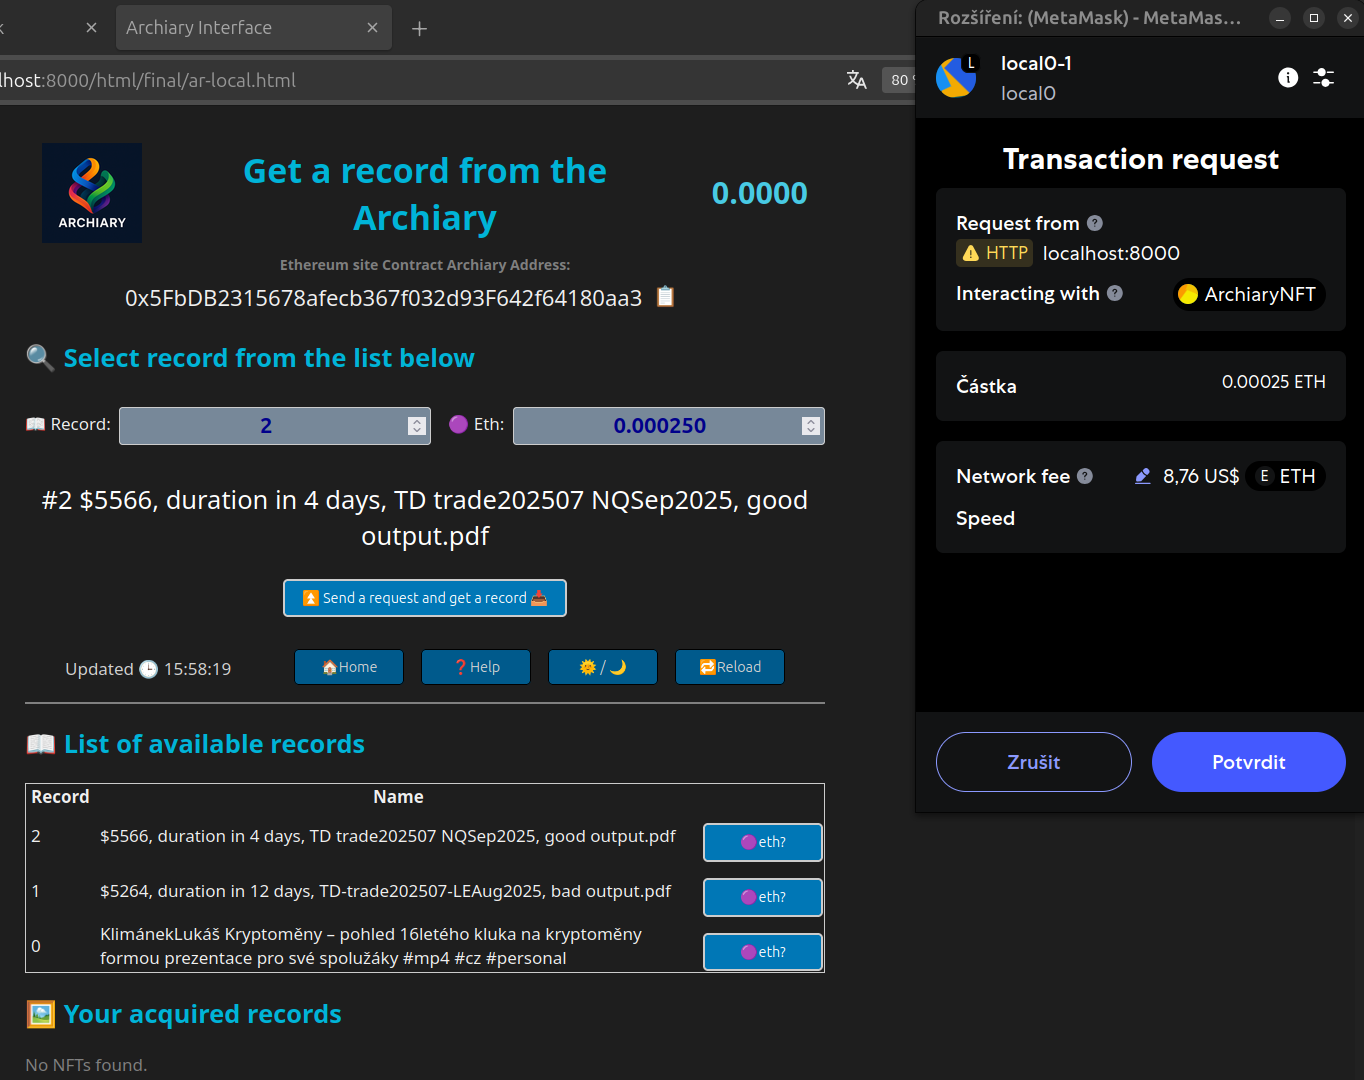 Archiary Interface
lhost:8000/html/final/ar-local.html
80
ARCHIARY
Get a record from the
Archiary
0.0000
Ethereum site Contract Archiary Address:
0x5FbDB2315678afecb367f032d93F642f64180aa3
Select record from the list below
Record:
2
Eth:
0.000250
#2 $5566, duration in 4 days, TD trade202507 NQSep2025, good
output.pdf
Send a request and get a record
Updated 15:58:19
Home
Help
/
Reload
List of available records
Record Name
2 $5566, duration in 4 days, TD trade202507 NQSep2025, good output.pdf
eth?
1 $5264, duration in 12 days, TD-trade202507-LEAug2025, bad output.pdf
eth?
0 KlimánekLukáš Kryptoměny – pohled 16letého kluka na kryptoměny
formou prezentace pro své spolužáky #mp4 #cz #personal
eth?
Your acquired records
No NFTs found.
Rozšíření: (MetaMask) - MetaMas...
L
local0-1
local0
Transaction request
Request from ?
HTTP localhost:8000
Interacting with ? ArchiaryNFT
Částka 0.00025 ETH
Network fee ? 8,76 US$ E ETH
Speed
Zrušit
Potvrdit